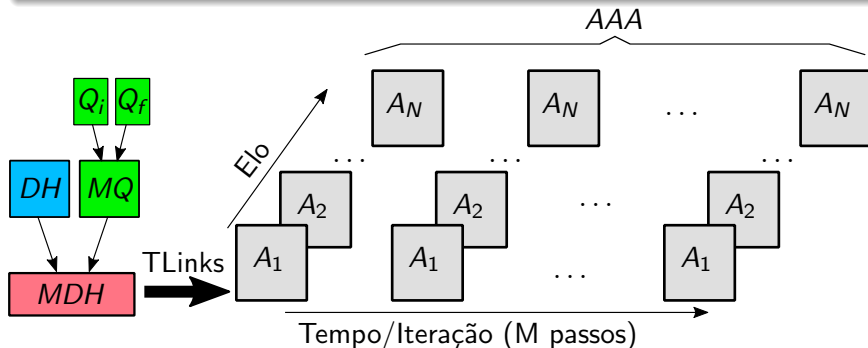 AAA
Q_i Q_f
A_N A_N ... A_N
Elo
... ... ...
DH MQ
A_2 A_2 ... A_2
TLinks
A_1 A_1 ... A_1
MDH
Tempo/Iteração (M passos)